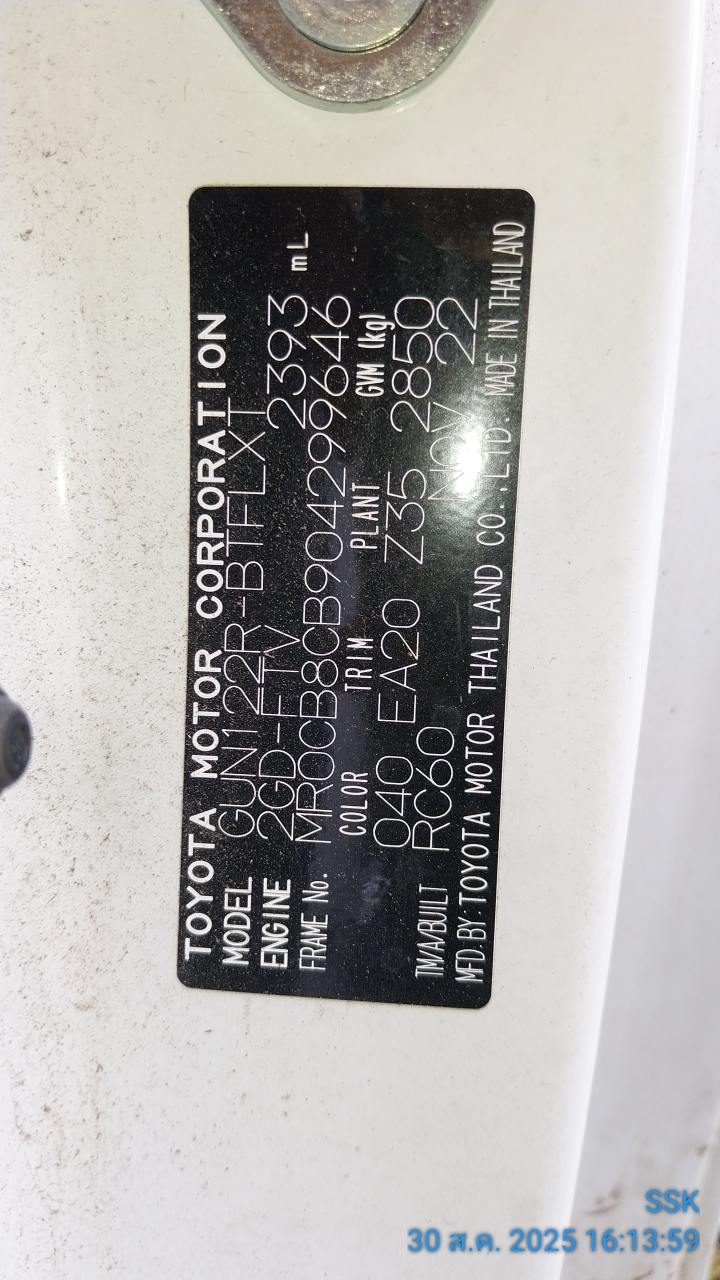 TOYOTA MOTOR CORPORATION
MODEL GUN122R-BTFLXT
ENGINE 2GD-FTV 2393 mL
FRAME No. MR0CB8CB904299646
COLOR TRIM PLANT GVM (kg)
040 EA20 Z35 2850
TM/A/BUILT RC60 NOV 22
MFD.BY:TOYOTA MOTOR THAILAND CO.,LTD. MADE IN THAILAND
SSK
30 ส.ค. 2025 16:13:59